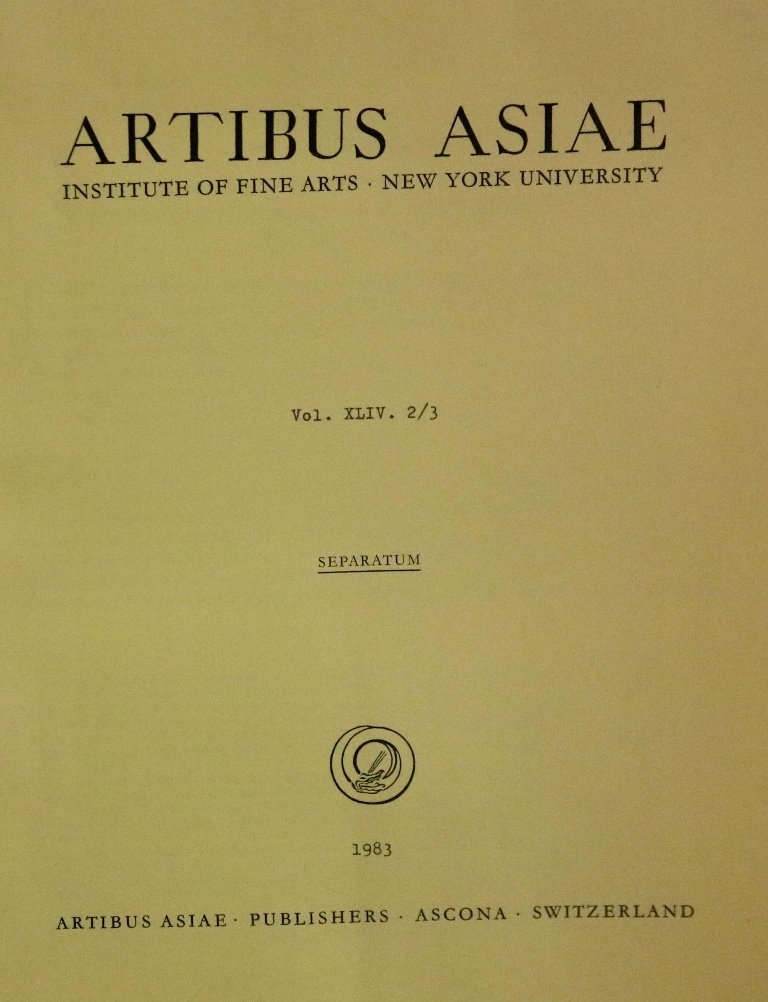 ARTIBUS ASIAE
INSTITUTE OF FINE ARTS · NEW YORK UNIVERSITY
Vol. XLIV. 2/3
SEPARATUM
1983
ARTIBUS ASIAE · PUBLISHERS · ASCONA · SWITZERLAND